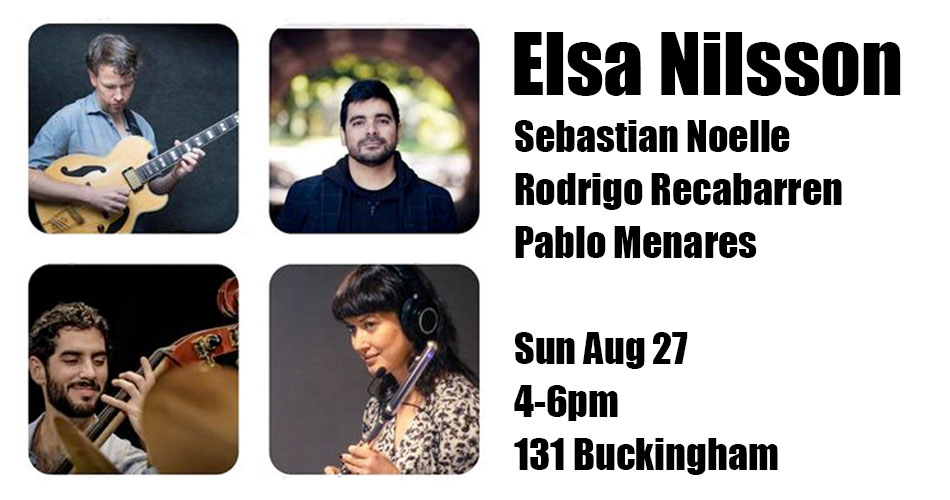 Elsa Nilsson
Sebastian Noelle
Rodrigo Recabarren
Pablo Menares
Sun Aug 27
4-6pm
131 Buckingham